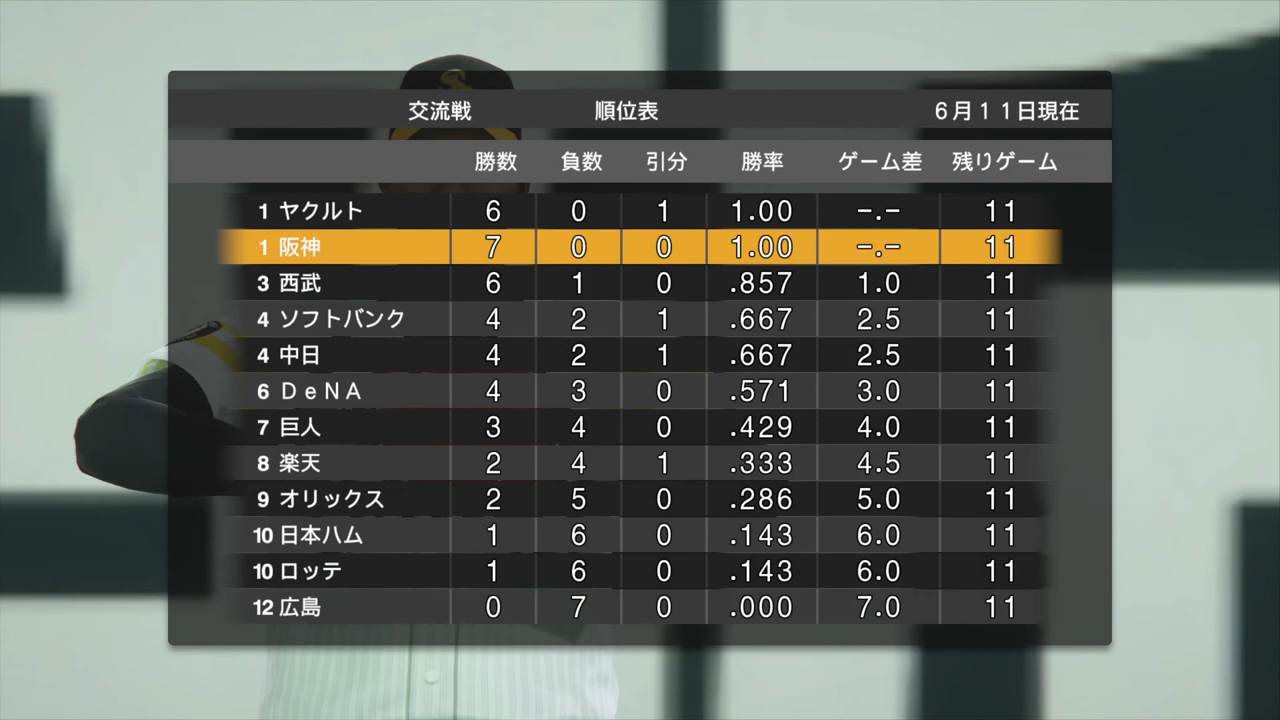 交流戦 順位表 6月11日現在
勝数 負数 引分 勝率 ゲーム差 残りゲーム
1 ヤクルト 6 0 1 1.00 -.- 11
1 阪神 7 0 0 1.00 -.- 11
3 西武 6 1 0 .857 1.0 11
4 ソフトバンク 4 2 1 .667 2.5 11
4 中日 4 2 1 .667 2.5 11
6 DeNA 4 3 0 .571 3.0 11
7 巨人 3 4 0 .429 4.0 11
8 楽天 2 4 1 .333 4.5 11
9 オリックス 2 5 0 .286 5.0 11
10 日本ハム 1 6 0 .143 6.0 11
10 ロッテ 1 6 0 .143 6.0 11
12 広島 0 7 0 .000 7.0 11